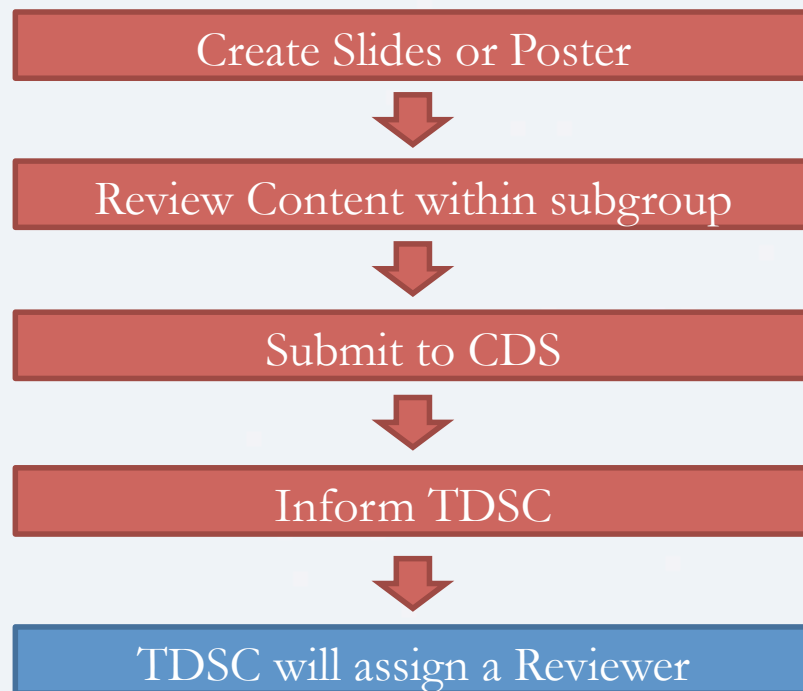 Create Slides or Poster
Review Content within subgroup
Submit to CDS
Inform TDSC
TDSC will assign a Reviewer